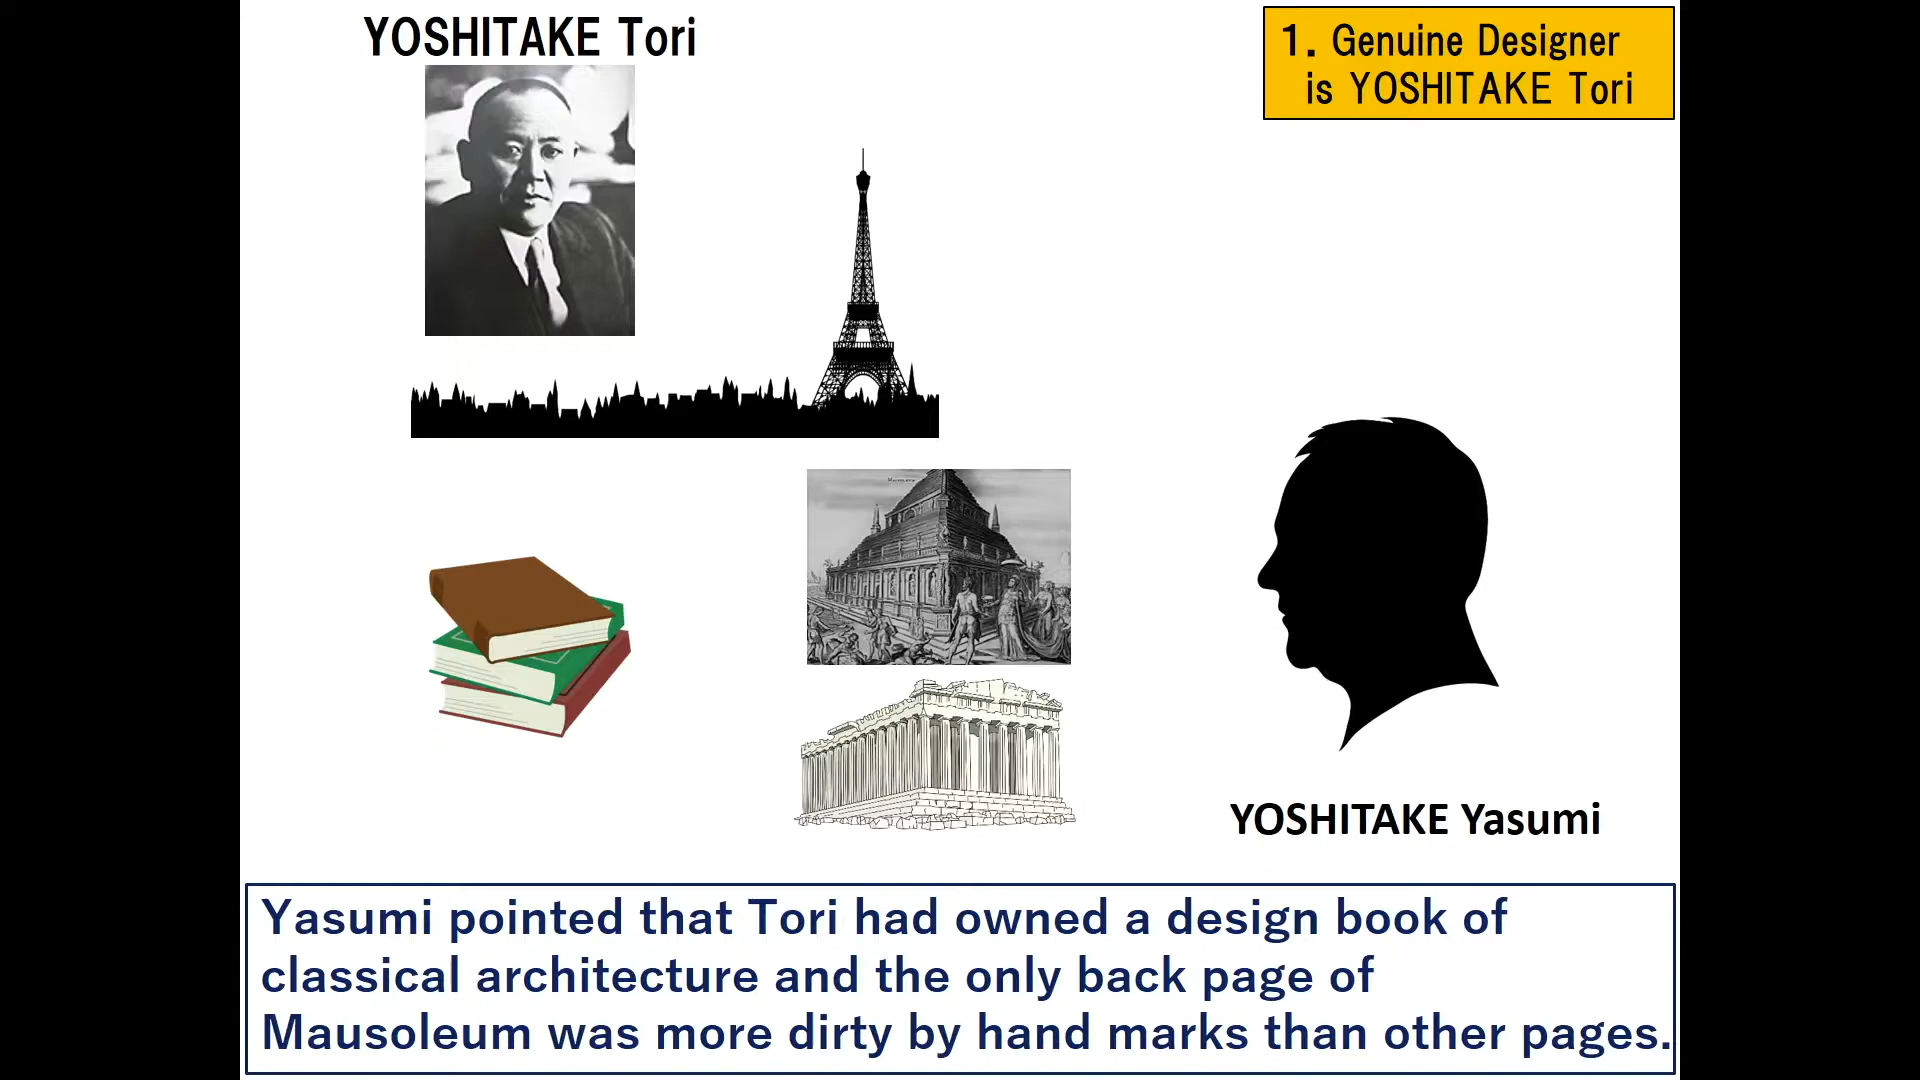 YOSHITAKE Tori
1. Genuine Designer
is YOSHITAKE Tori
YOSHITAKE Yasumi
Yasumi pointed that Tori had owned a design book of
classical architecture and the only back page of
Mausoleum was more dirty by hand marks than other pages.